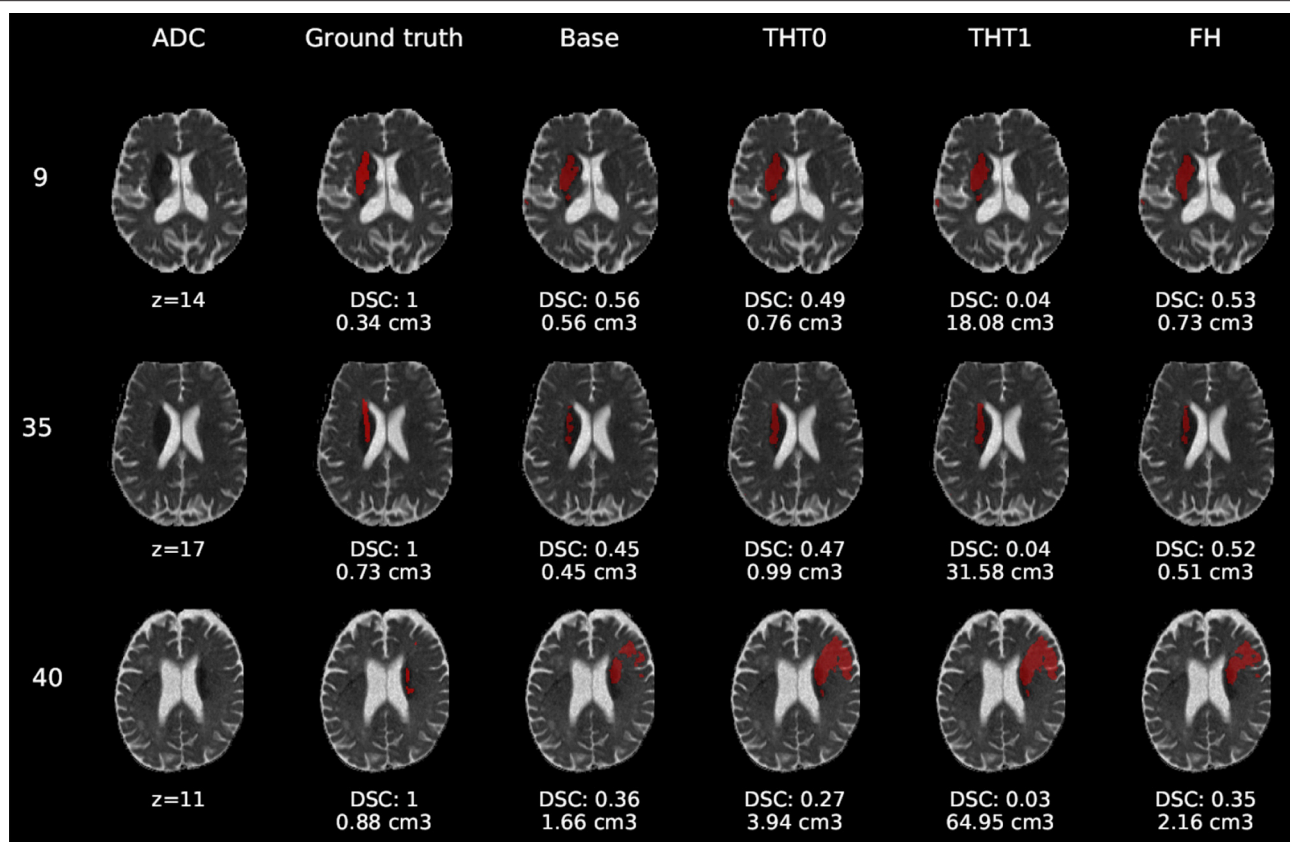 ADC Ground truth Base THT0 THT1 FH
9
z=14 DSC: 1 DSC: 0.56 DSC: 0.49 DSC: 0.04 DSC: 0.53
0.34 cm3 0.56 cm3 0.76 cm3 18.08 cm3 0.73 cm3
35
z=17 DSC: 1 DSC: 0.45 DSC: 0.47 DSC: 0.04 DSC: 0.52
0.73 cm3 0.45 cm3 0.99 cm3 31.58 cm3 0.51 cm3
40
z=11 DSC: 1 DSC: 0.36 DSC: 0.27 DSC: 0.03 DSC: 0.35
0.88 cm3 1.66 cm3 3.94 cm3 64.95 cm3 2.16 cm3